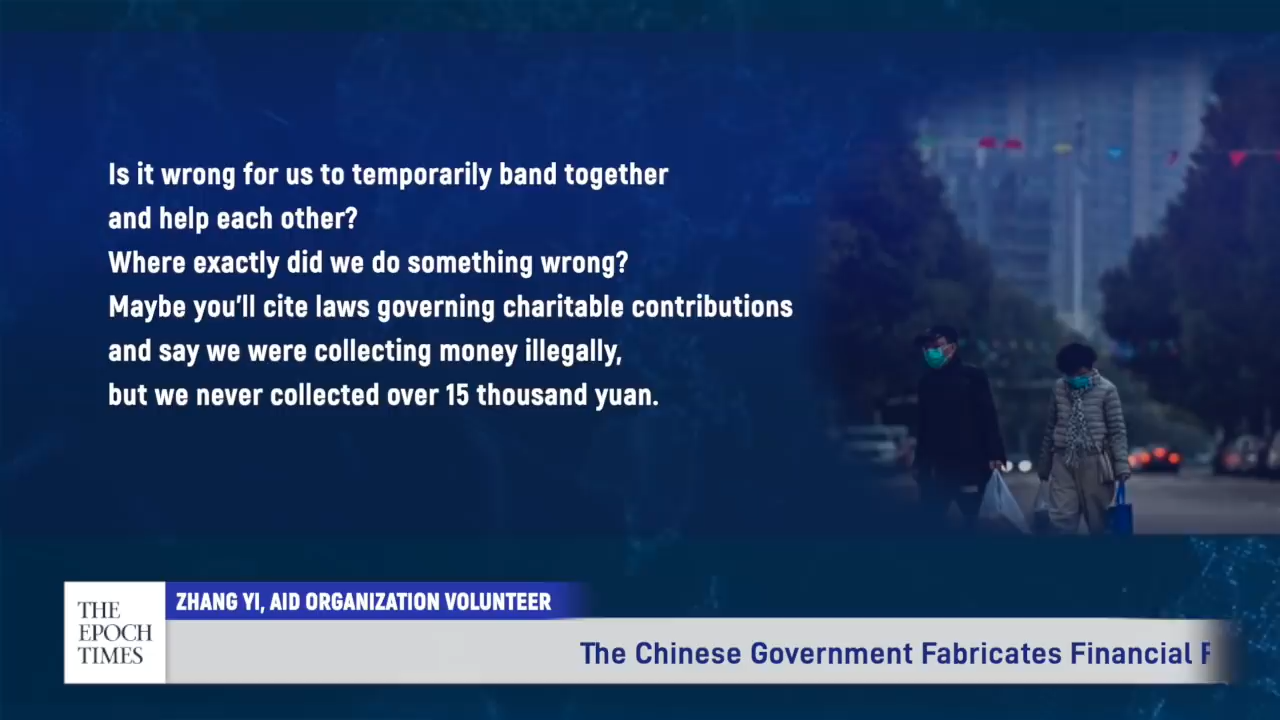 Is it wrong for us to temporarily band together
and help each other?
Where exactly did we do something wrong?
Maybe you'll cite laws governing charitable contributions
and say we were collecting money illegally,
but we never collected over 15 thousand yuan.
THE
EPOCH
TIMES
ZHANG YI, AID ORGANIZATION VOLUNTEER
The Chinese Government Fabricates Financial